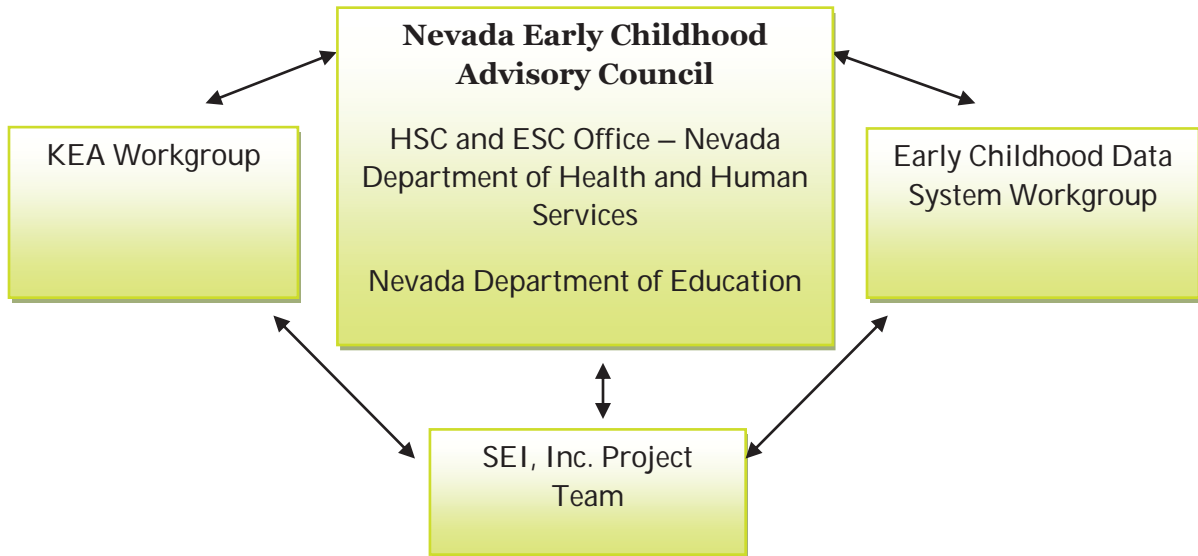 Nevada Early Childhood
Advisory Council
HSC and ESC Office – Nevada
Department of Health and Human
Services
Nevada Department of Education
KEA Workgroup
Early Childhood Data
System Workgroup
SEI, Inc. Project
Team